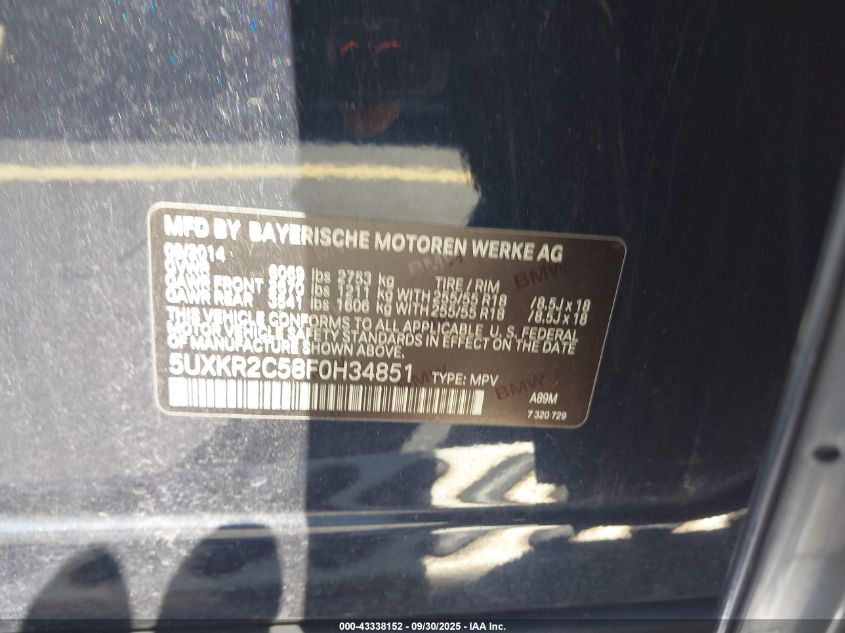 MFD BY BAYERISCHE MOTOREN WERKE AG
2014
GVWR 6069 lbs 2753 kg TIRE / RIM
GAWR FRONT lbs kg WITH 255/55 R18 /8.5J x 18
GAWR REAR 3541 lbs 1606 kg WITH 255/55 R18 /8.5J x 18
THIS VEHICLE CONFORMS TO ALL APPLICABLE U. S. FEDERAL
MOTOR VEHICLE SAFETY STANDARDS IN EFFECT ON THE DATE
OF MANUFACTURE SHOWN ABOVE.
5UXKR2C58F0H34851 TYPE: MPV
A89M
7 320 729
BMW
BMW
000-43338152 - 09/30/2025 - IAA Inc.